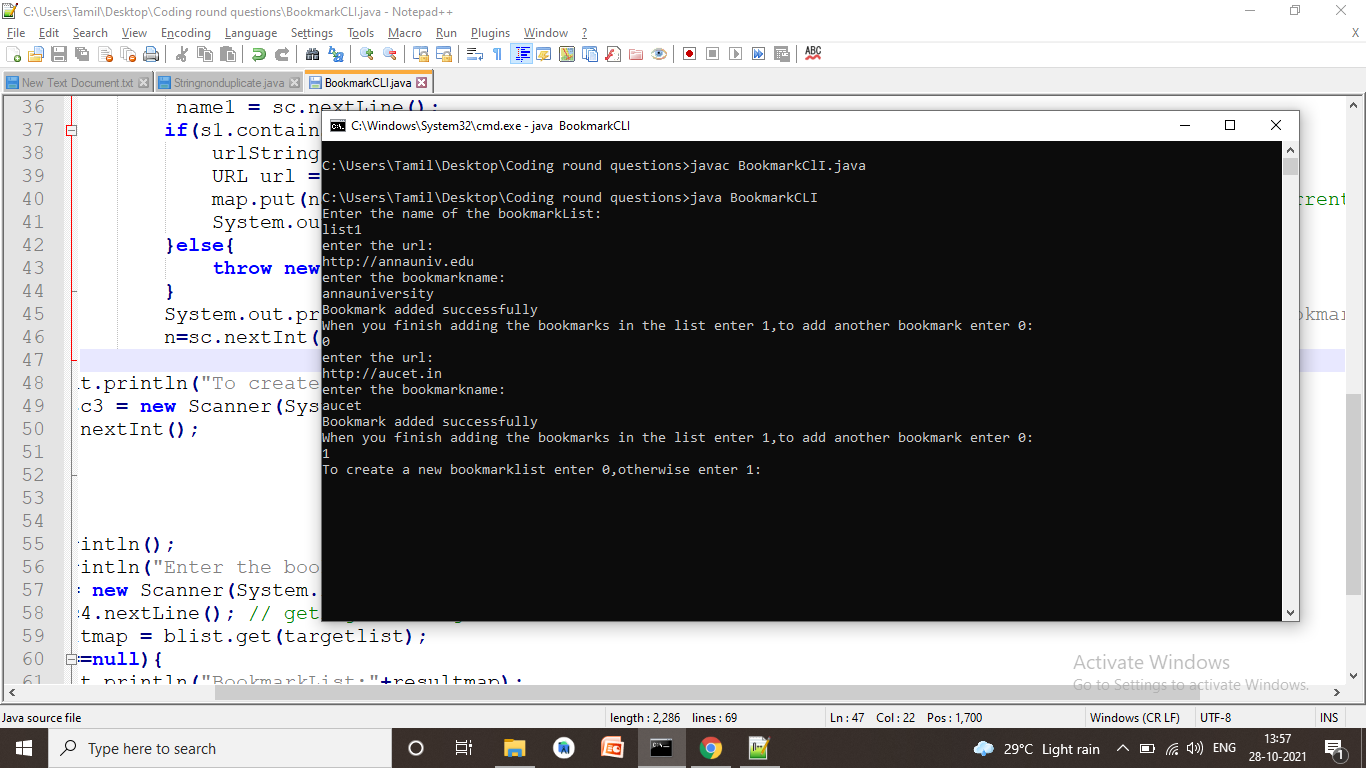 C:\Users\Tamil\Desktop\Coding round questions\BookmarkCLI.java - Notepad++
File Edit Search View Encoding Language Settings Tools Macro Run Plugins Window ? X
New Text Document.txt Stringnonduplicate.java BookmarkCLI.java
36 name1 = sc.nextLine();
37 if(s1.contain
38 urlString
39 URL url =
40 map.put(n rrent
41 System.ou
42 }else{
43 throw new
44 }
45 System.out.pr okmar
46 n=sc.nextInt(
47
48 t.println("To create
49 c3 = new Scanner(Sys
50 nextInt();
51
52
53
54
55 intln();
56 intln("Enter the boo
57 = new Scanner(System.
58 4.nextLine(); // get
59 tmap = blist.get(targetlist);
60 =null){
61 t.println("BookmarkList:"+resultmap);
C:\Windows\System32\cmd.exe - java BookmarkCLI
C:\Users\Tamil\Desktop\Coding round questions>javac BookmarkClI.java
C:\Users\Tamil\Desktop\Coding round questions>java BookmarkCLI
Enter the name of the bookmarkList:
list1
enter the url:
http://annauniv.edu
enter the bookmarkname:
annauniversity
Bookmark added successfully
When you finish adding the bookmarks in the list enter 1,to add another bookmark enter 0:
0
enter the url:
http://aucet.in
enter the bookmarkname:
aucet
Bookmark added successfully
When you finish adding the bookmarks in the list enter 1,to add another bookmark enter 0:
1
To create a new bookmarklist enter 0,otherwise enter 1:
Activate Windows
Go to Settings to activate Windows.
Java source file length : 2,286 lines : 69 Ln : 47 Col : 22 Pos : 1,700 Windows (CR LF) UTF-8 INS
Type here to search 29°C Light rain ENG 13:57
28-10-2021 1